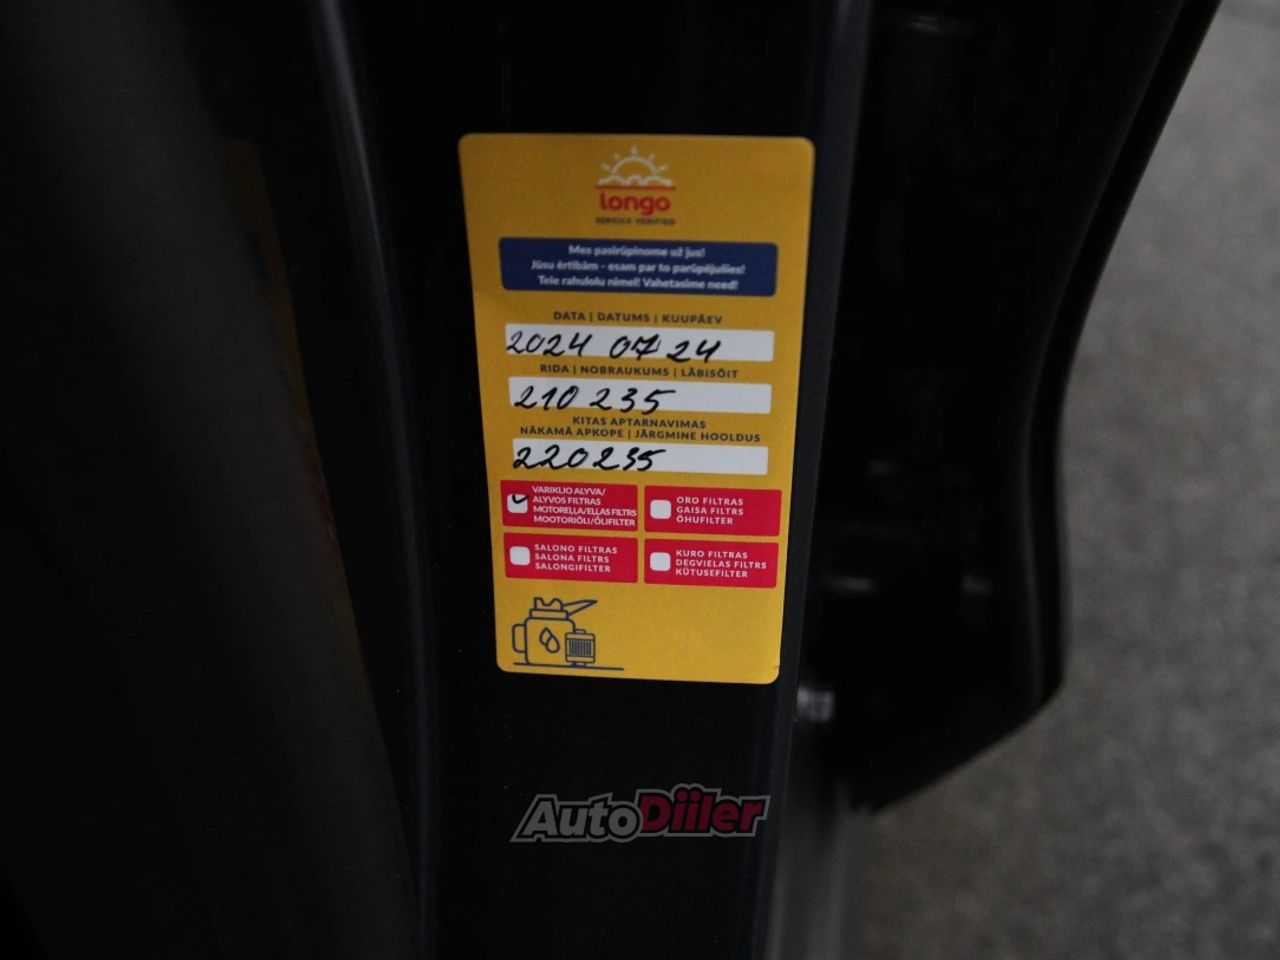 longo
SERVICE VERIFIED
Mes pasirūpinsime už jus!
Jūsu ērtībām - esam par to parūpējušies!
Teie rahulolu nimel! Vahetasime need!
DATA | DATUMS | KUUPÄEV
2024 07 24
RIDA | NOBRAUKUMS | LÄBISÕIT
210 235
KITAS APTARNAVIMAS
NĀKAMĀ APKOPE | JÄRGMINE HOOLDUS
220235
VARIKLIO ALYVA/
ALYVOS FILTRAS
MOTOREĻĻA/EĻĻAS FILTRS
MOOTORIÕLI/ÕLIFILTER
ORO FILTRAS
GAISA FILTRS
ÕHUFILTER
SALONO FILTRAS
SALONA FILTRS
SALONGIFILTER
KURO FILTRAS
DEGVIELAS FILTRS
KÜTUSEFILTER
AutoDiiler